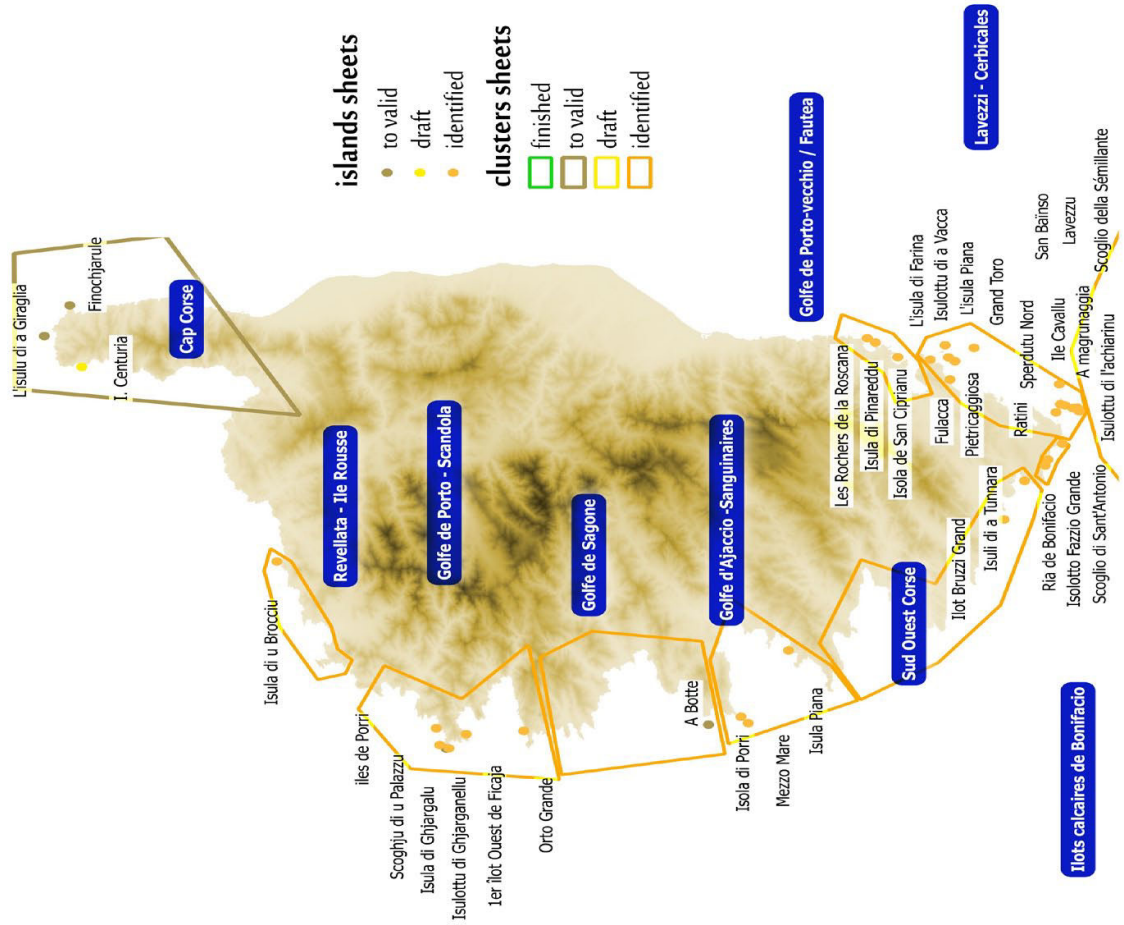 islands sheets
to valid
draft
identified
clusters sheets
finished
to valid
draft
identified
L'isulu di a Giraglia
Finochjarule
I. Centuria
Cap Corse
Revellata - Ile Rousse
Isula di u Brocciu
Golfe de Porto - Scandola
iles de Porri
Scoghju di u Palazzu
Isula di Ghjargalu
Isulottu di Ghjarganellu
1er îlot Ouest de Ficaja
Orto Grande
Golfe de Sagone
A Botte
Golfe d'Ajaccio -Sanguinaires
Isola di Porri
Mezzo Mare
Isula Piana
Golfe de Porto-vecchio / Fautea
Les Rochers de la Roscana
Isula di Pinareddu
Isola de San Ciprianu
Sud Ouest Corse
Ilot Bruzzi Grand
Isuli di a Tunnara
Lavezzi - Cerbicales
L'isula di Farina
Isulottu di a Vacca
L'isula Piana
Grand Toro
Fulacca
Pietricaggiosa
Ratini
Sperdutu Nord
Ile Cavallu
San Baïnso
Lavezzu
A magrunaggia
Scoglio della Sémillante
Isulottu di l'achiarinu
Ria de Bonifacio
Isolotto Fazzio Grande
Scoglio di Sant'Antonio
Ilots calcaires de Bonifacio